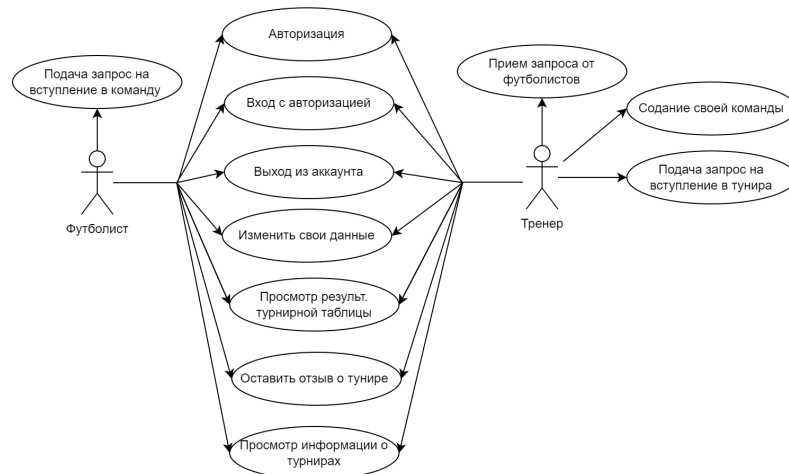 Авторизация
Подача запрос на
вступление в команду
Прием запроса от
футболистов
Вход с авторизацией
Содание своей команды
Выход из аккаунта
Подача запрос на
вступление в тунира
Футболист
Тренер
Изменить свои данные
Просмотр результ.
турнирной таблицы
Оставить отзыв о тунире
Просмотр информации о
турнирах